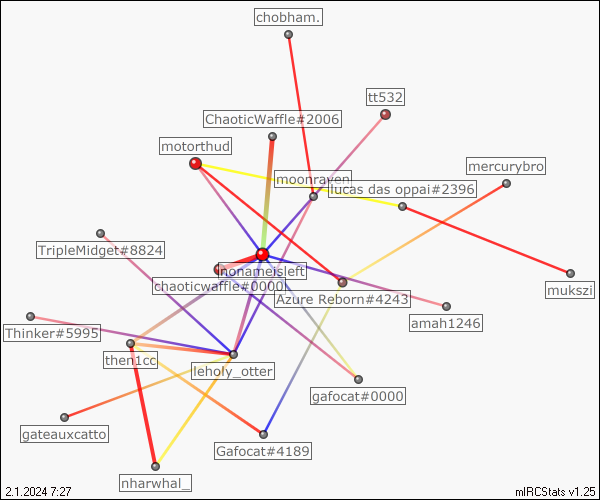 chobham.
tt532
ChaoticWaffle#2006
motorthud
mercurybro
moonraven
lucas das oppai#2396
TripleMidget#8824
nonameisleft
chaoticwaffle#0000
mukszi
Azure Reborn#4243
amah1246
Thinker#5995
then1cc
leholy_otter
gafocat#0000
gateauxcatto
Gafocat#4189
nharwhal_
2.1.2024 7:27
mIRCStats v1.25